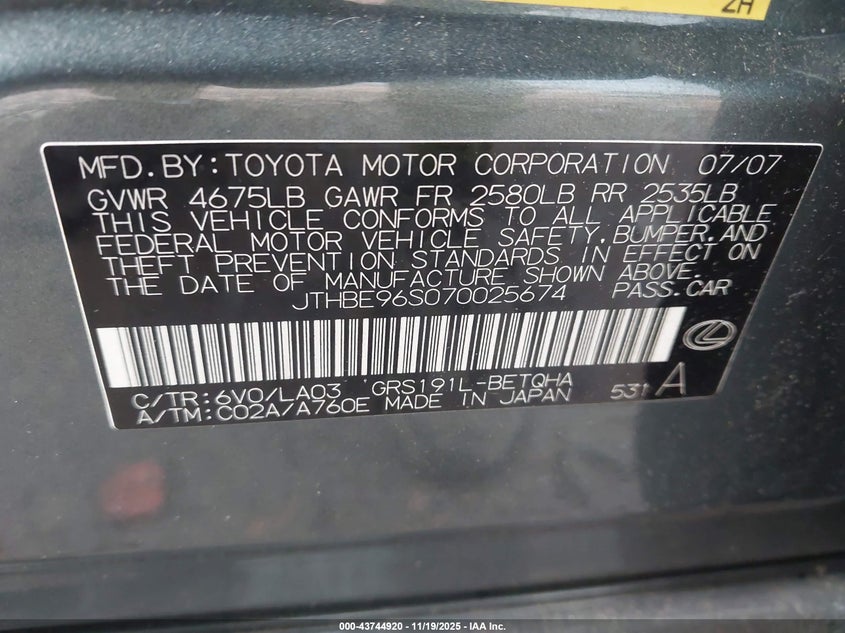 2H
MFD.BY:TOYOTA MOTOR CORPORATION 07/07
GVWR 4675LB GAWR FR 2580LB RR 2535LB
THIS VEHICLE CONFORMS TO ALL APPLICABLE
FEDERAL MOTOR VEHICLE SAFETY,BUMPER,AND
THEFT PREVENTION STANDARDS IN EFFECT ON
THE DATE OF MANUFACTURE SHOWN ABOVE.
JTHBE96S070025674 PASS.CAR
C/TR:6V0/LA03 GRS191L-BETQHA 531 A
A/TM:C02A/A760E MADE IN JAPAN
000-43744920 | 11/19/2025 - IAA Inc.